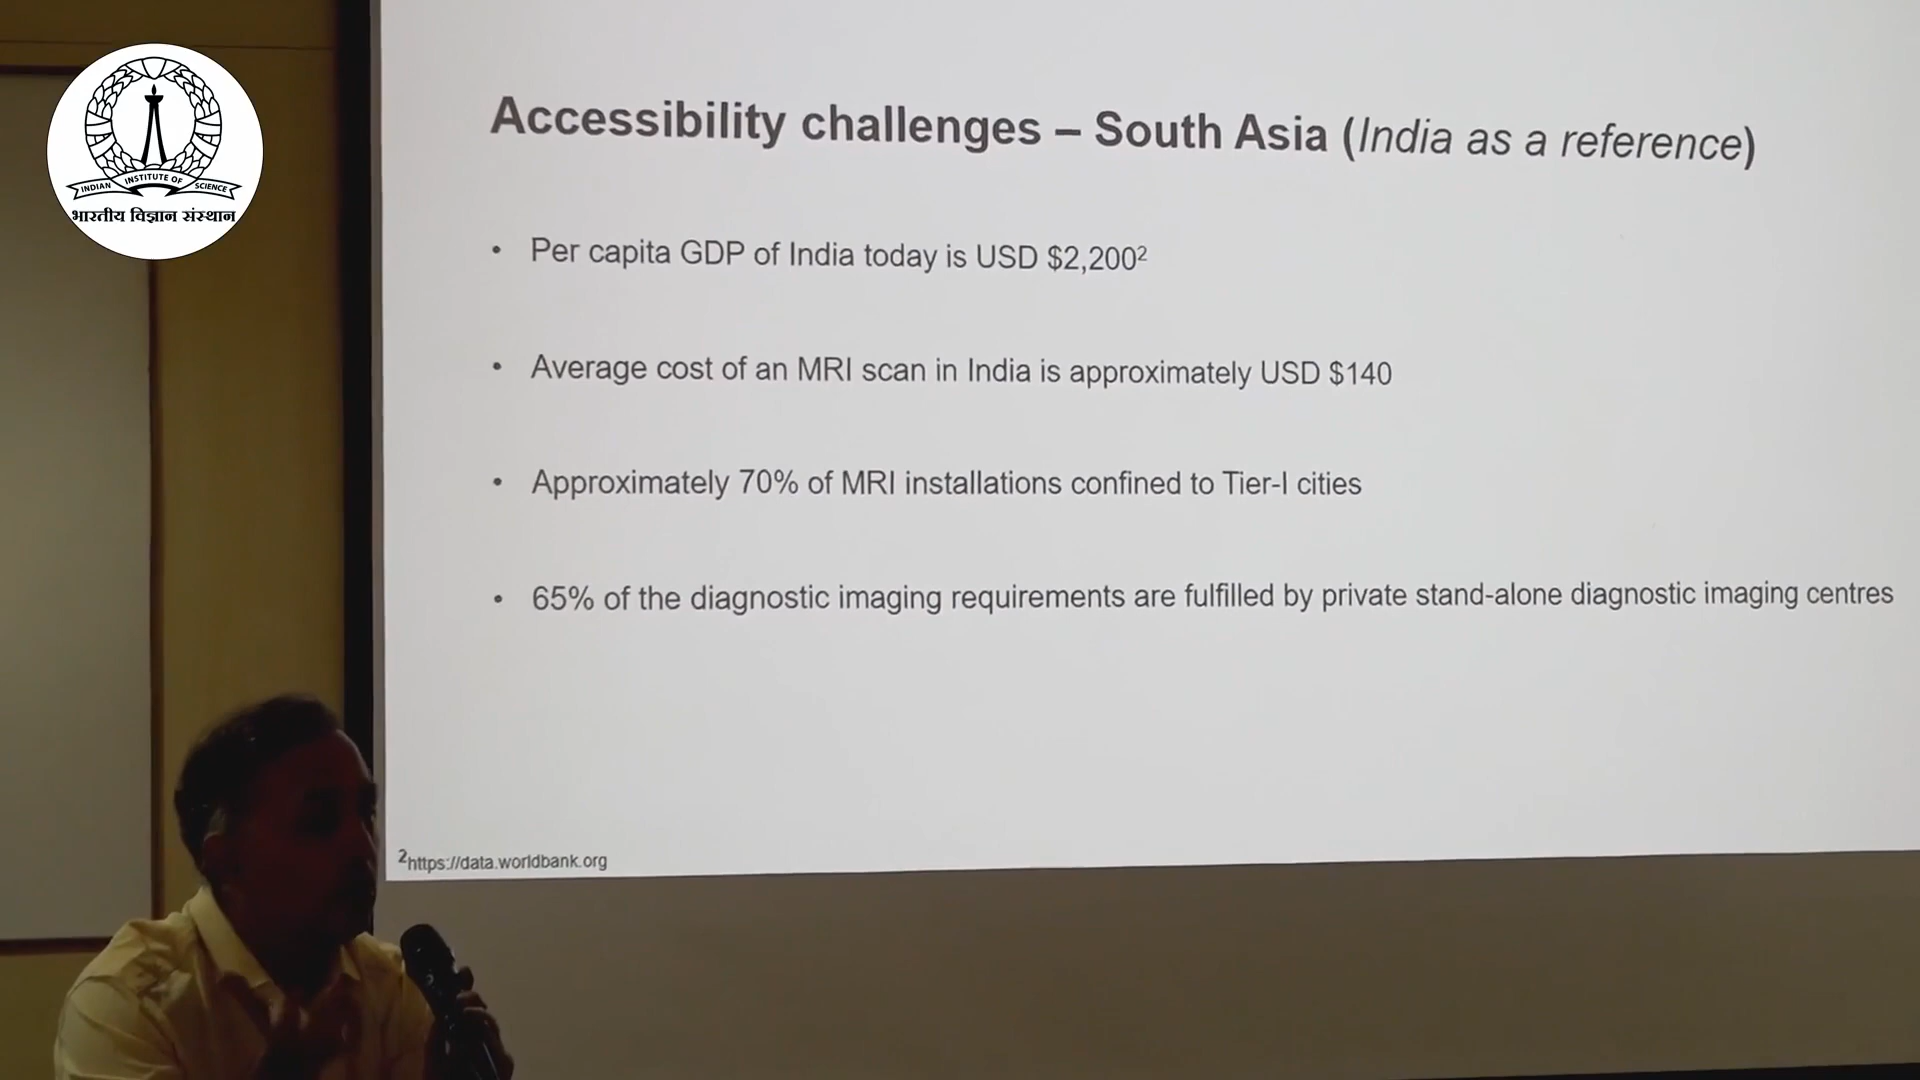 INDIAN INSTITUTE OF SCIENCE
भारतीय विज्ञान संस्थान
Accessibility challenges – South Asia (India as a reference)
• Per capita GDP of India today is USD $2,200²
• Average cost of an MRI scan in India is approximately USD $140
• Approximately 70% of MRI installations confined to Tier-I cities
• 65% of the diagnostic imaging requirements are fulfilled by private stand-alone diagnostic imaging centres
²https://data.worldbank.org